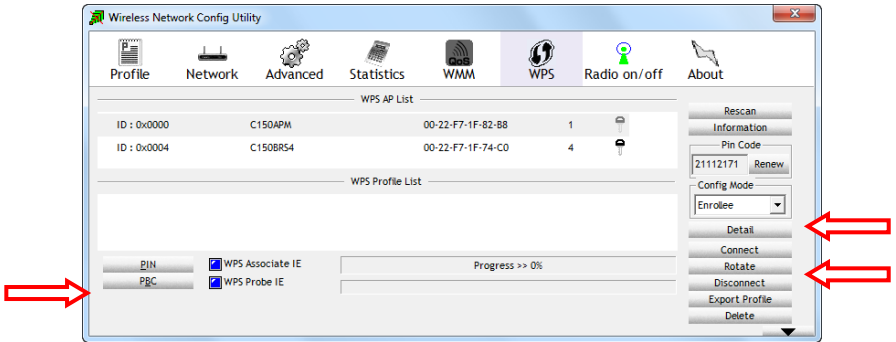 Wireless Network Config Utility
Profile Network Advanced Statistics QoS WMM WPS Radio on/off About
WPS AP List
ID : 0x0000 C150APM 00-22-F7-1F-82-B8 1
ID : 0x0004 C150BRS4 00-22-F7-1F-74-C0 4
WPS Profile List
PIN
PBC
WPS Associate IE
WPS Probe IE
Progress >> 0%
Rescan
Information
Pin Code
21112171 Renew
Config Mode
Enrollee
Detail
Connect
Rotate
Disconnect
Export Profile
Delete